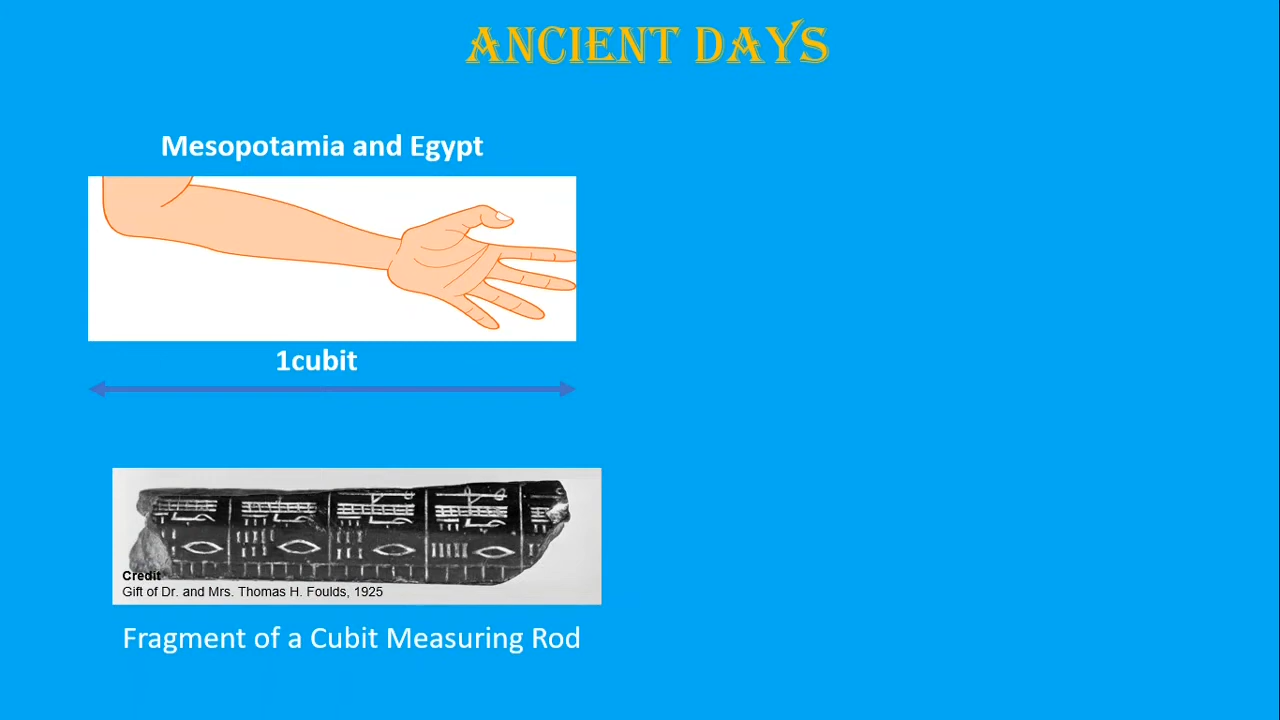 ANCIENT DAYS
Mesopotamia and Egypt
1cubit
Credit
Gift of Dr. and Mrs. Thomas H. Foulds, 1925
Fragment of a Cubit Measuring Rod